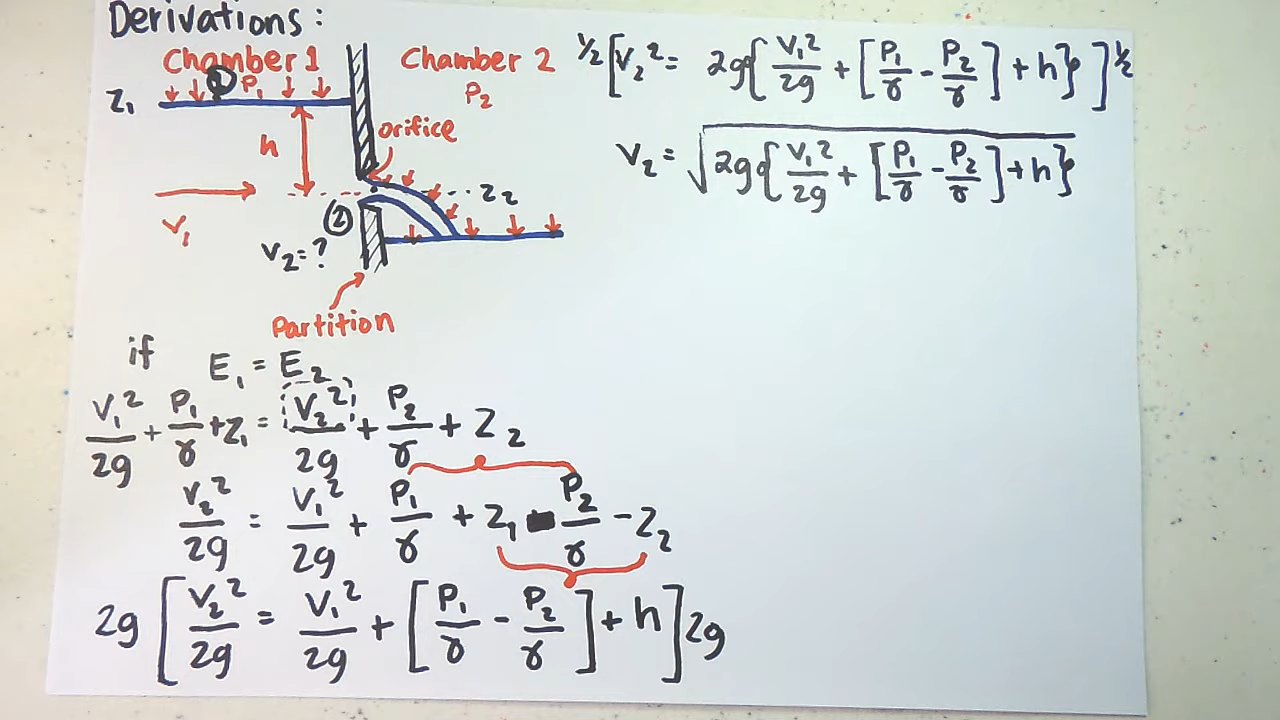 Derivations:
Chamber 1
Chamber 2
① P₁
P₂
Z₁
h
orifice
Z₂
V₁
②
V₂ = ?
Partition
if E₁ = E₂
V₁²/2g + P₁/γ + Z₁ = V₂²/2g + P₂/γ + Z₂
V₂²/2g = V₁²/2g + P₁/γ + Z₁ - P₂/γ - Z₂
2g [V₂²/2g = V₁²/2g + [P₁/γ - P₂/γ] + h] 2g
1/2 [V₂² = 2g{V₁²/2g + [P₁/γ - P₂/γ] + h}] 1/2
V₂ = √2g{V₁²/2g + [P₁/γ - P₂/γ] + h}